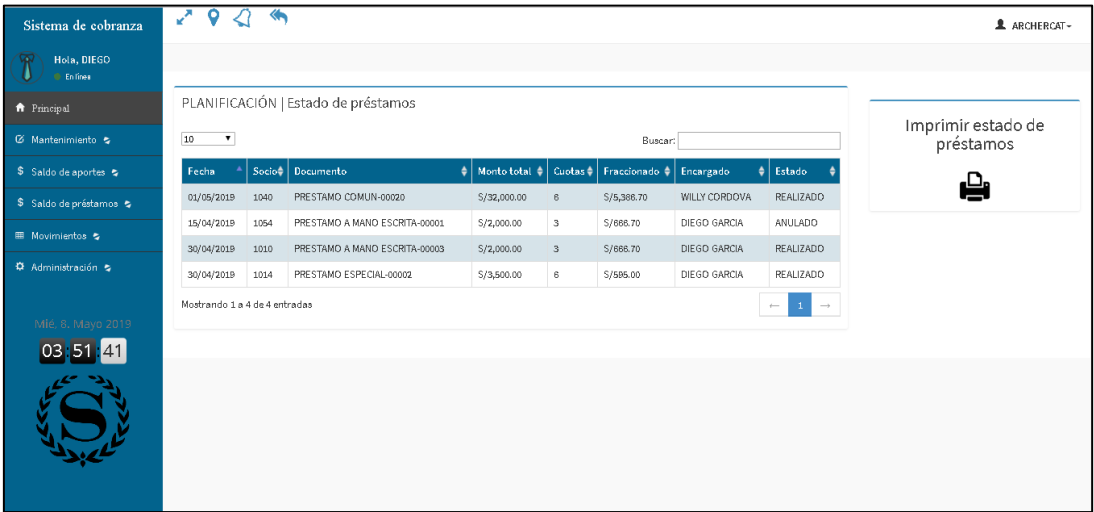 Sistema de cobranza
ARCHERCAT
Hola, DIEGO
En línea
Principal
Mantenimiento
Saldo de aportes
Saldo de préstamos
Movimientos
Administración
Mié, 8. Mayo 2019
03 51 41
S
PLANIFICACIÓN | Estado de préstamos
10 Buscar:
Fecha Socio Documento Monto total Cuotas Fraccionado Encargado Estado
01/05/2019 1040 PRESTAMO COMUN-00020 S/32,000.00 6 S/5,386.70 WILLY CORDOVA REALIZADO
15/04/2019 1054 PRESTAMO A MANO ESCRITA-00001 S/2,000.00 3 S/666.70 DIEGO GARCIA ANULADO
30/04/2019 1010 PRESTAMO A MANO ESCRITA-00003 S/2,000.00 3 S/666.70 DIEGO GARCIA REALIZADO
30/04/2019 1014 PRESTAMO ESPECIAL-00002 S/3,500.00 6 S/595.00 DIEGO GARCIA REALIZADO
Mostrando 1 a 4 de 4 entradas
← 1 →
Imprimir estado de
préstamos